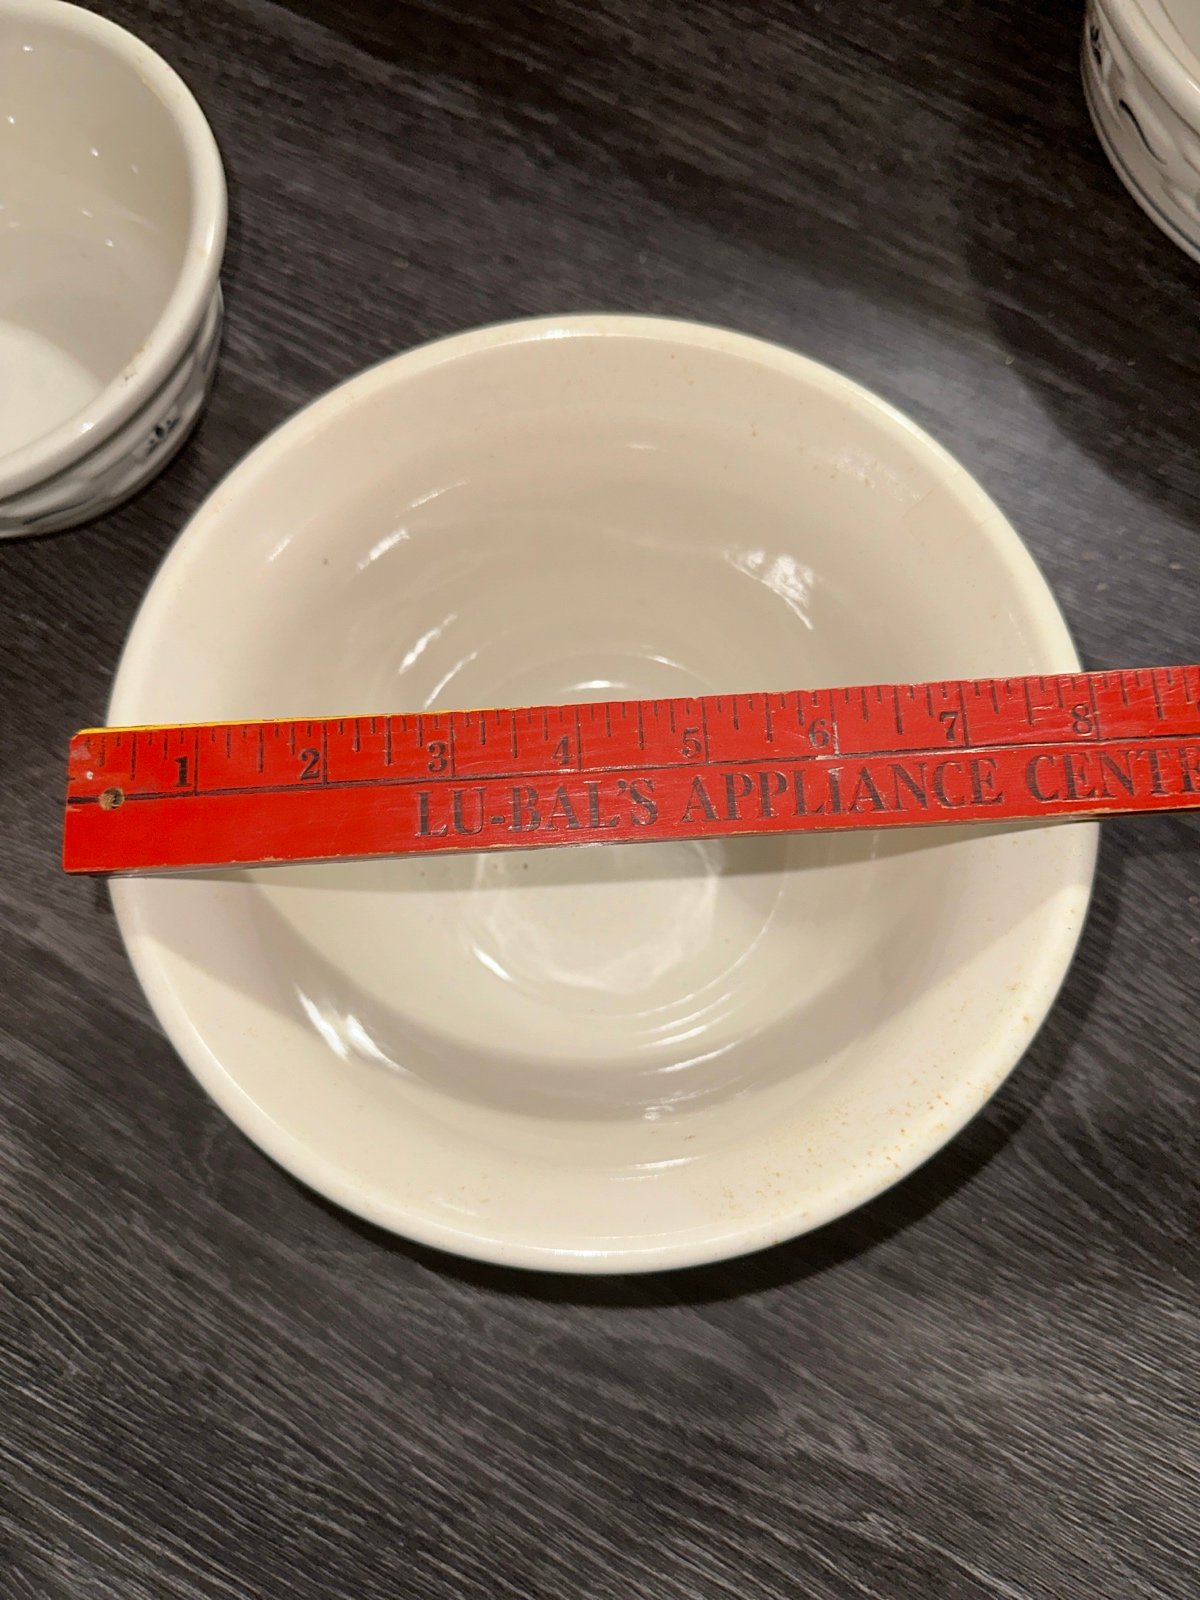 1 2 3 4 5 6 7 8
LU-BAL'S APPLIANCE CENTE